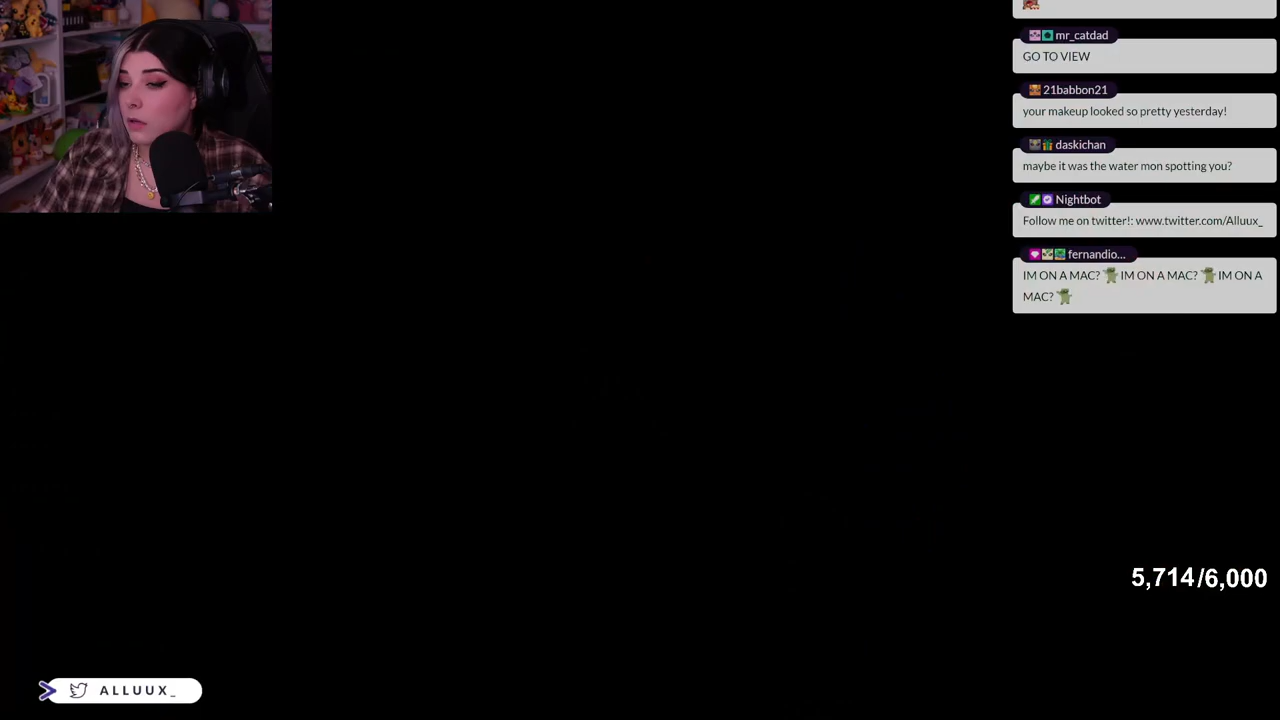 mr_catdad
GO TO VIEW
21babbon21
your makeup looked so pretty yesterday!
daskichan
maybe it was the water mon spotting you?
Nightbot
Follow me on twitter!: www.twitter.com/Alluux_
fernandio...
IM ON A MAC? IM ON A MAC? IM ON A
MAC?
5,714/6,000
ALLUUX_